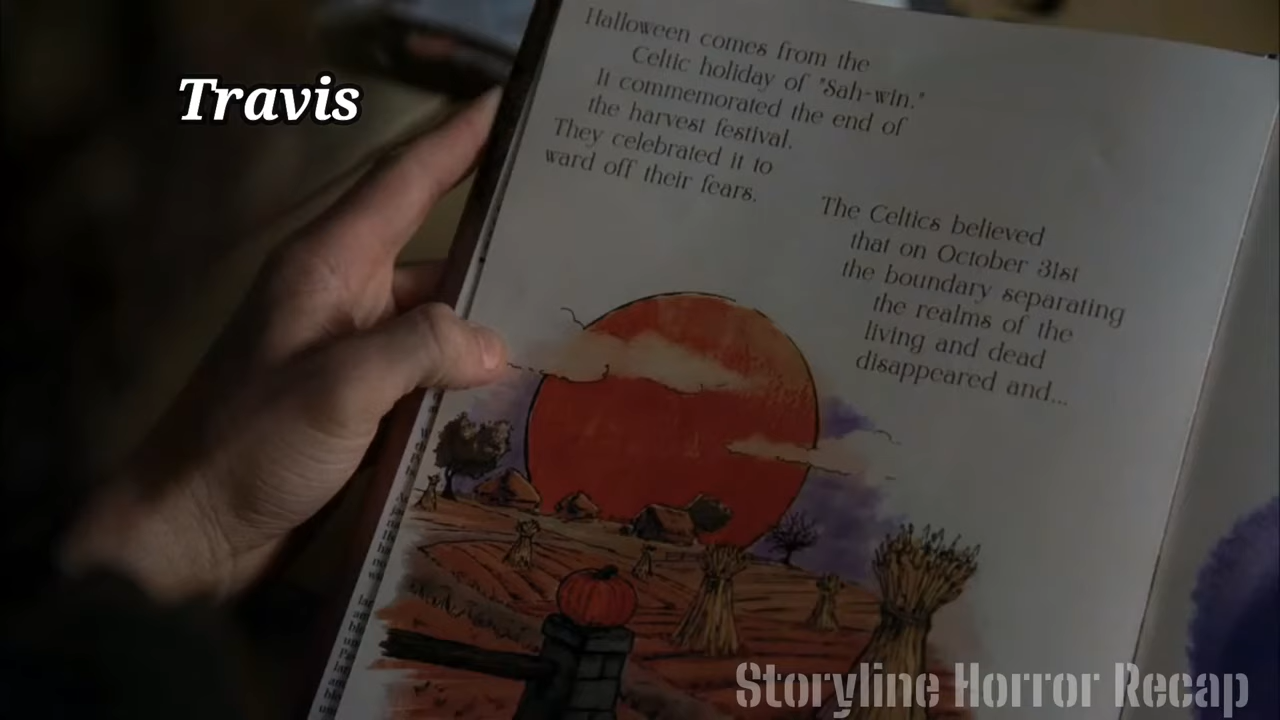 Travis
Halloween comes from the
Celtic holiday of "Sah-win."
It commemorated the end of
the harvest festival.
They celebrated it to
ward off their fears.
The Celtics believed
that on October 31st
the boundary separating
the realms of the
living and dead
disappeared and...
Storyline Horror Recap